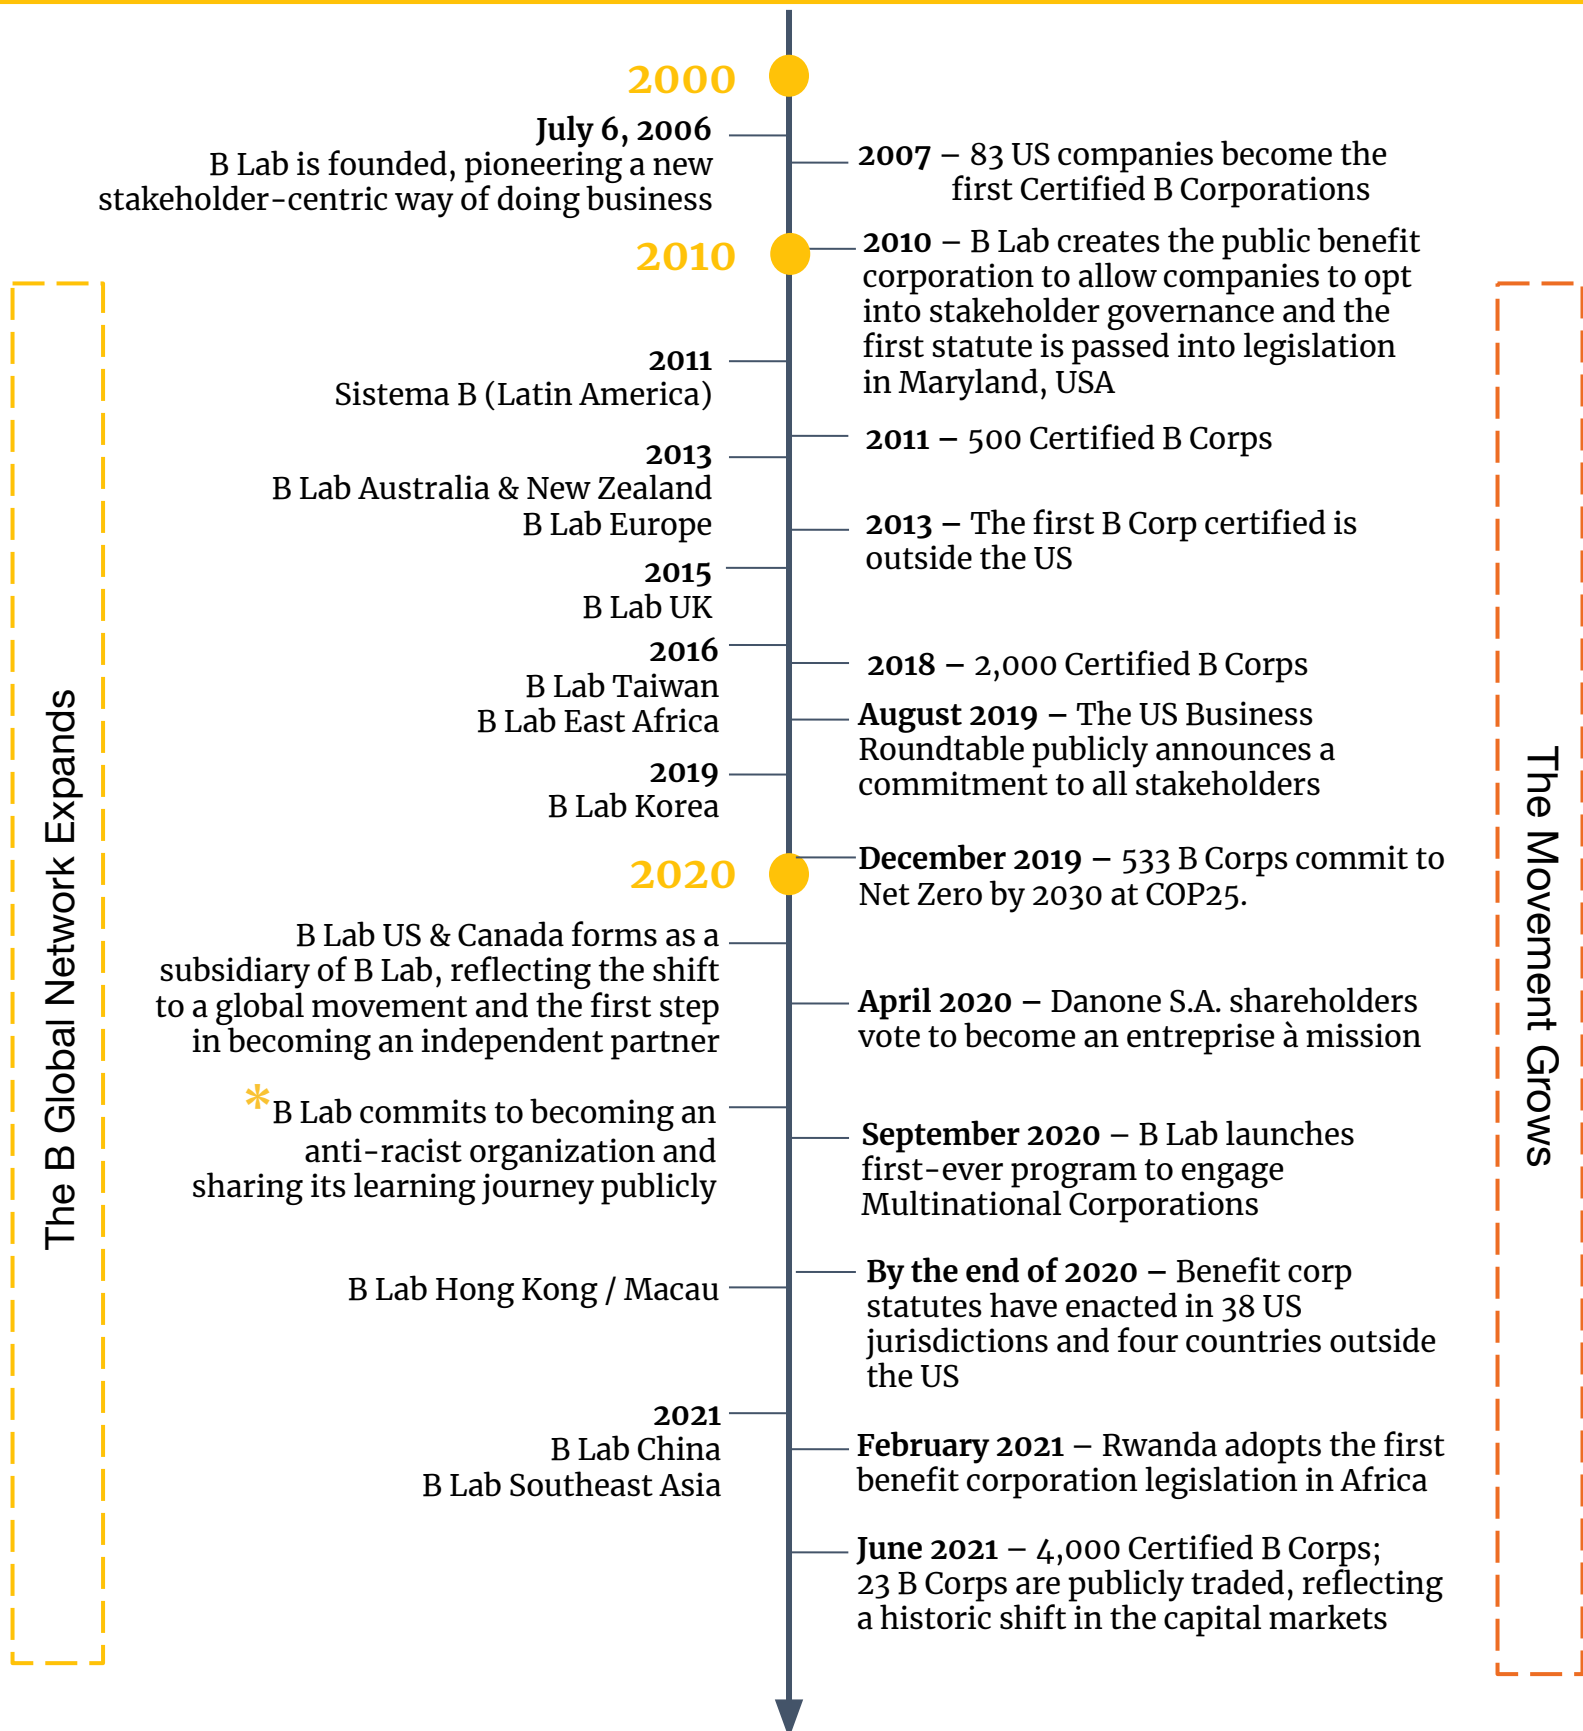 2000
July 6, 2006
B Lab is founded, pioneering a new
stakeholder-centric way of doing business
2007 – 83 US companies become the
first Certified B Corporations
2010
2010 – B Lab creates the public benefit
corporation to allow companies to opt
into stakeholder governance and the
first statute is passed into legislation
in Maryland, USA
2011
Sistema B (Latin America)
2011 – 500 Certified B Corps
2013
B Lab Australia & New Zealand
B Lab Europe
2013 – The first B Corp certified is
outside the US
2015
B Lab UK
2016
B Lab Taiwan
B Lab East Africa
2018 – 2,000 Certified B Corps
August 2019 – The US Business
Roundtable publicly announces a
commitment to all stakeholders
2019
B Lab Korea
2020
December 2019 – 533 B Corps commit to
Net Zero by 2030 at COP25.
B Lab US & Canada forms as a
subsidiary of B Lab, reflecting the shift
to a global movement and the first step
in becoming an independent partner
April 2020 – Danone S.A. shareholders
vote to become an entreprise à mission
*B Lab commits to becoming an
anti-racist organization and
sharing its learning journey publicly
September 2020 – B Lab launches
first-ever program to engage
Multinational Corporations
B Lab Hong Kong / Macau
By the end of 2020 – Benefit corp
statutes have enacted in 38 US
jurisdictions and four countries outside
the US
2021
B Lab China
B Lab Southeast Asia
February 2021 – Rwanda adopts the first
benefit corporation legislation in Africa
June 2021 – 4,000 Certified B Corps;
23 B Corps are publicly traded, reflecting
a historic shift in the capital markets
The B Global Network Expands
The Movement Grows